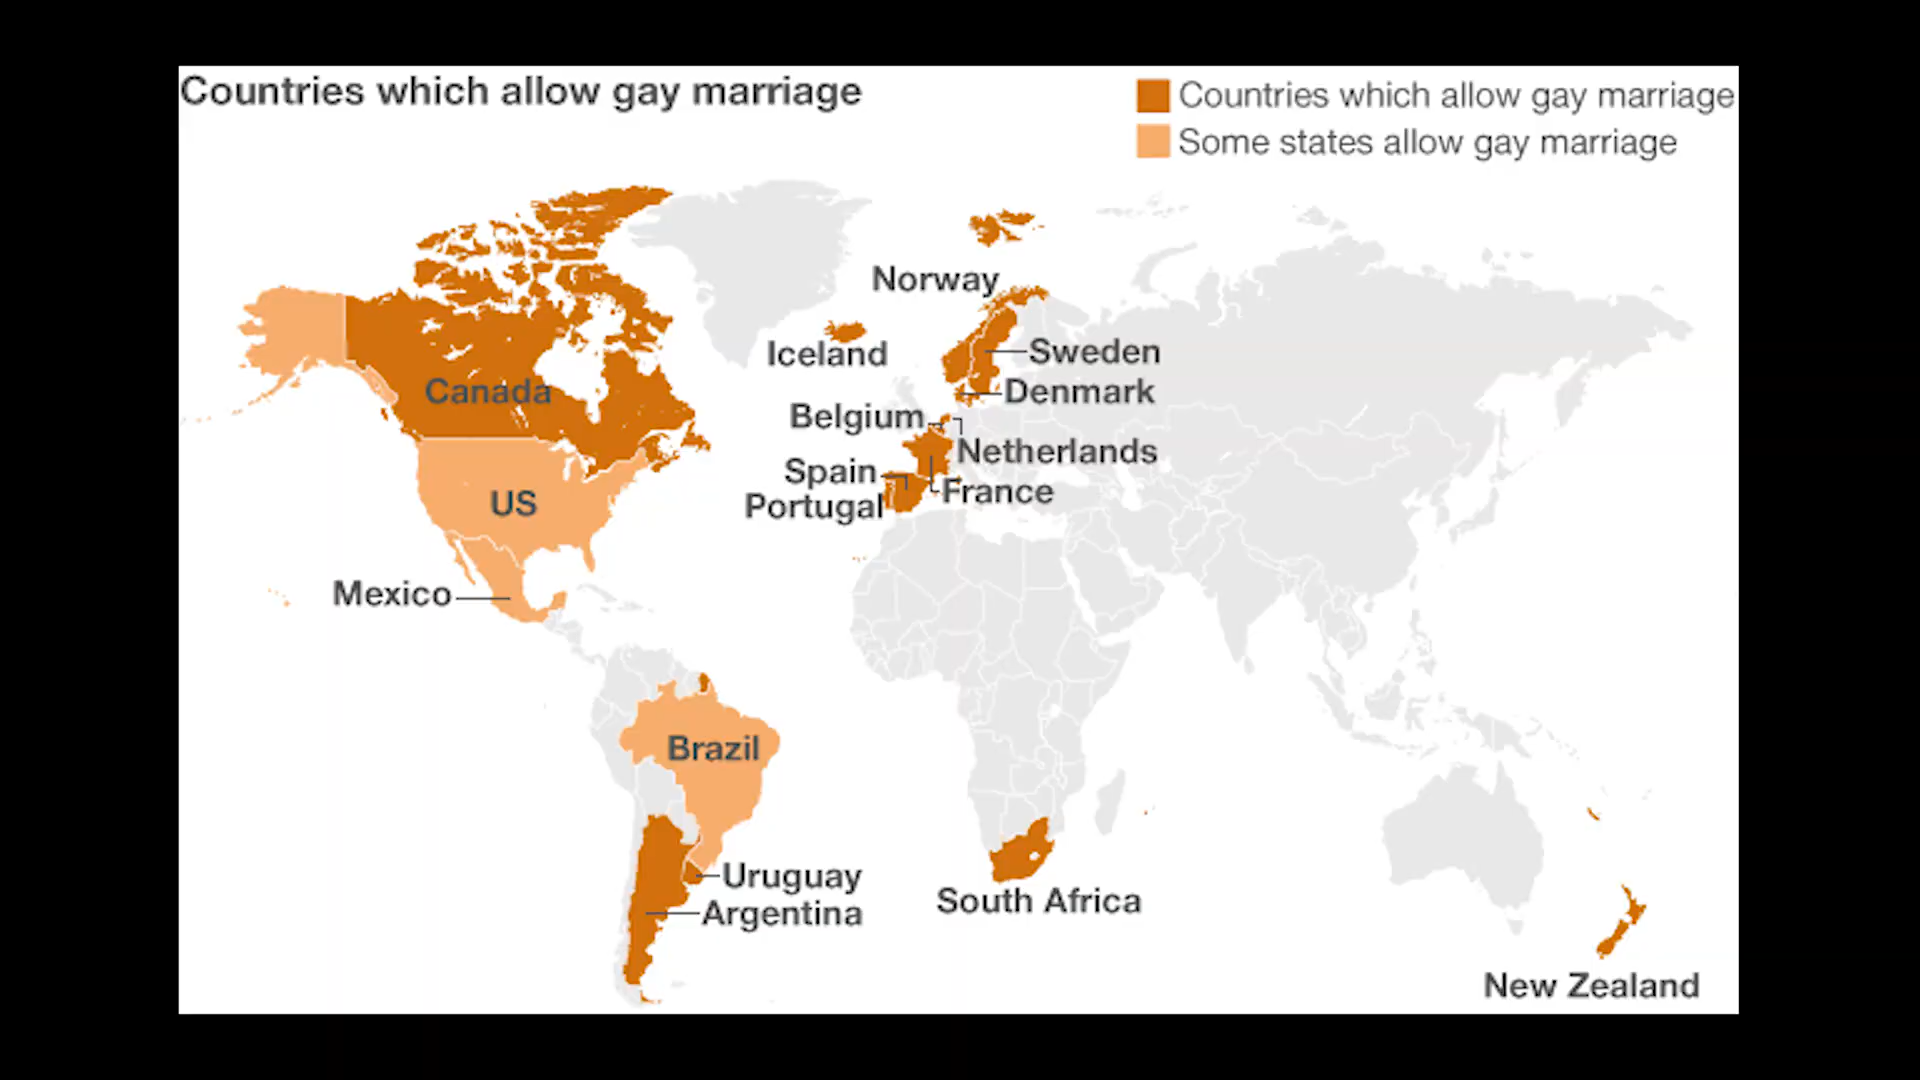 Countries which allow gay marriage
Countries which allow gay marriage
Some states allow gay marriage
Norway
Iceland
Sweden
Canada
Denmark
Belgium
Netherlands
Spain
US
France
Portugal
Mexico
Brazil
Uruguay
South Africa
Argentina
New Zealand